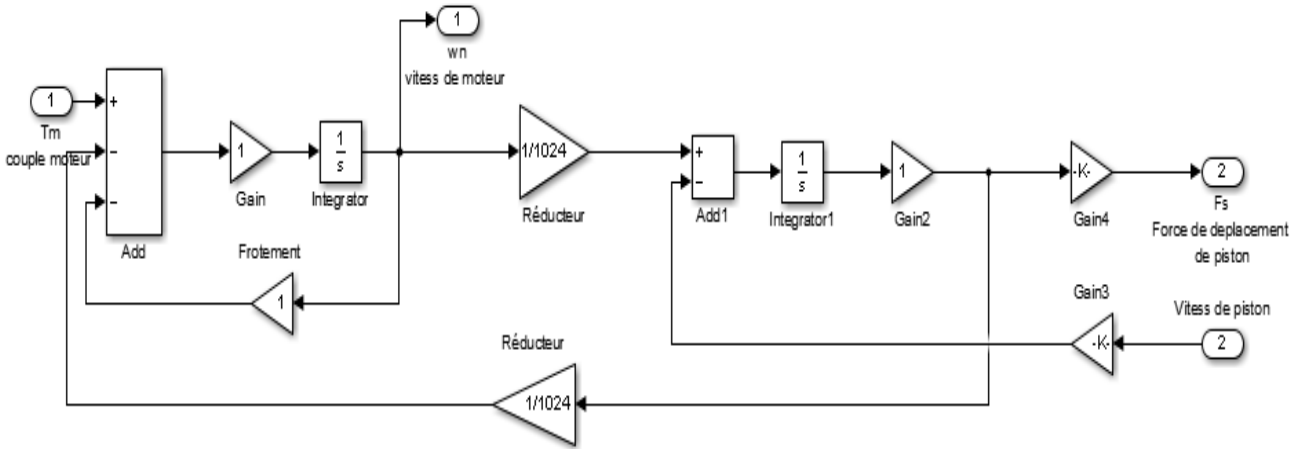 1
wn
vitess de moteur
1
Tm
couple moteur
+
−
−
Add
1
Gain
1
s
Integrator
1/1024
Réducteur
+
−
Add1
1
s
Integrator1
1
Gain2
-K-
Gain4
2
Fs
Force de deplacement
de piston
Frotement
1
Gain3
-K-
Vitess de piston
2
Réducteur
1/1024